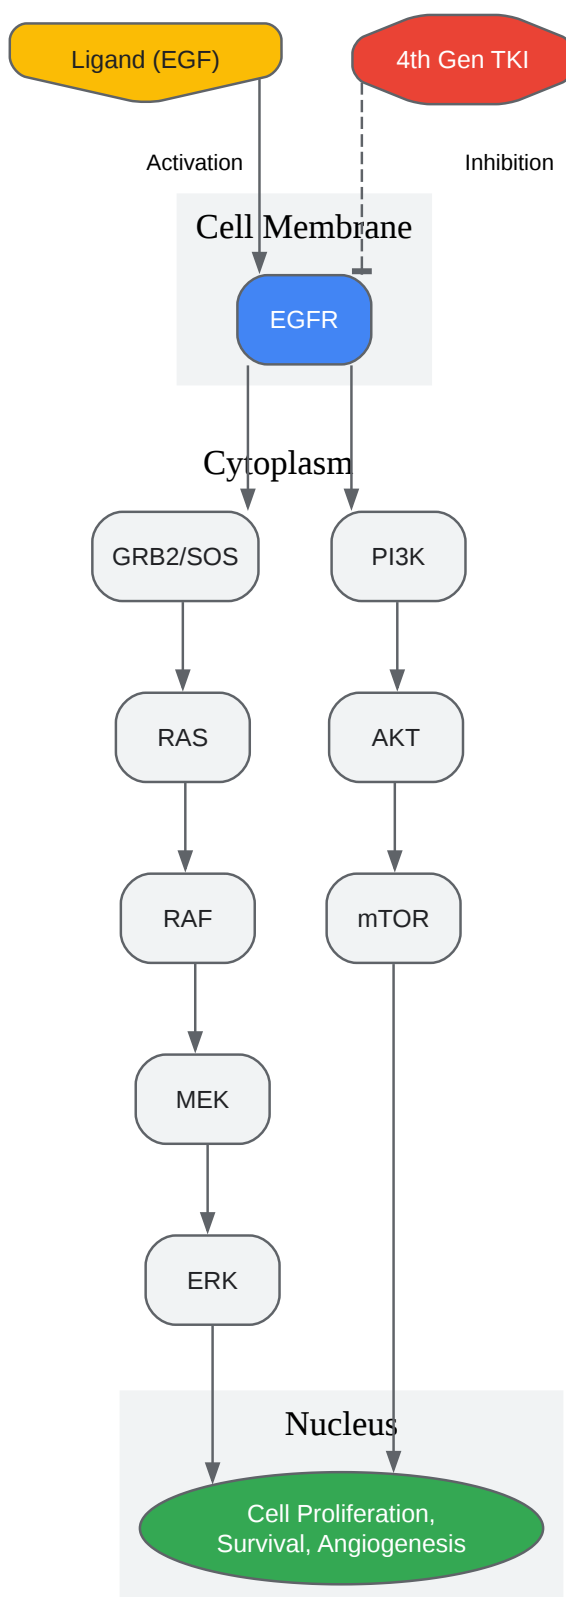 Ligand (EGF)
4th Gen TKI
Activation
Inhibition
Cell Membrane
EGFR
Cytoplasm
GRB2/SOS
PI3K
RAS
AKT
RAF
mTOR
MEK
ERK
Nucleus
Cell Proliferation,
Survival, Angiogenesis